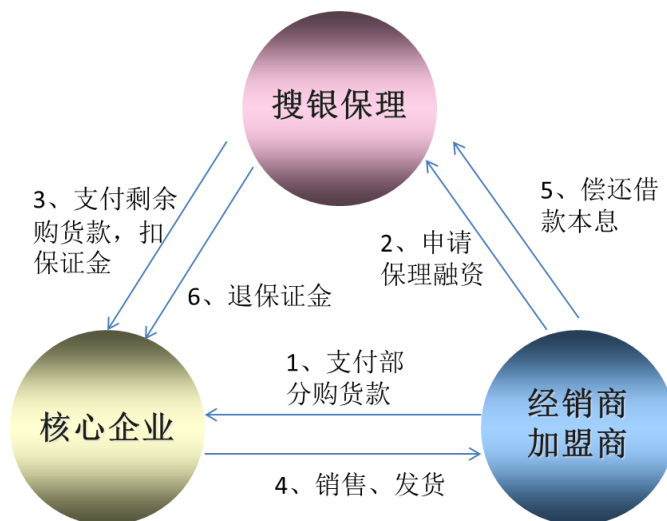 搜银保理
3、支付剩余
购货款，扣
保证金
5、偿还借
款本息
2、申请
保理融资
6、退保证金
1、支付部
分购货款
核心企业
经销商
加盟商
4、销售、发货